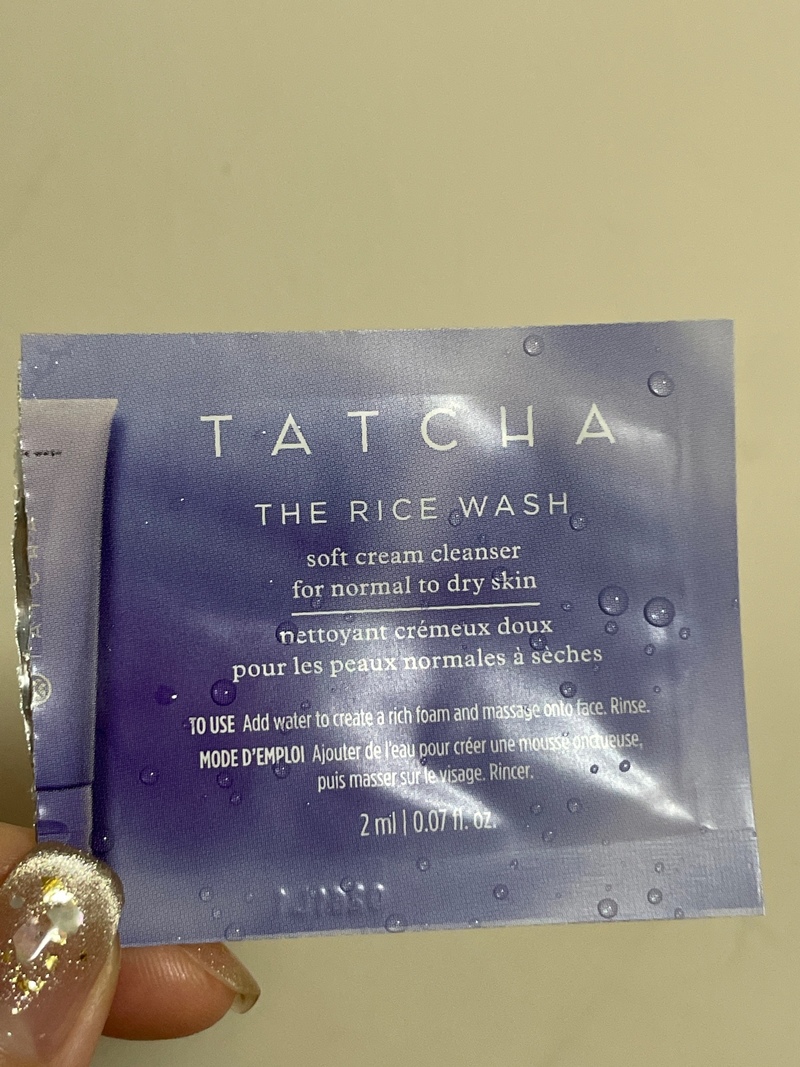 TATCHA
THE RICE WASH
soft cream cleanser
for normal to dry skin
nettoyant crémeux doux
pour les peaux normales à sèches
TO USE Add water to create a rich foam and massage onto face. Rinse.
MODE D'EMPLOI Ajouter de l'eau pour créer une mousse onctueuse,
puis masser sur le visage. Rincer.
2 ml | 0.07 fl. oz.